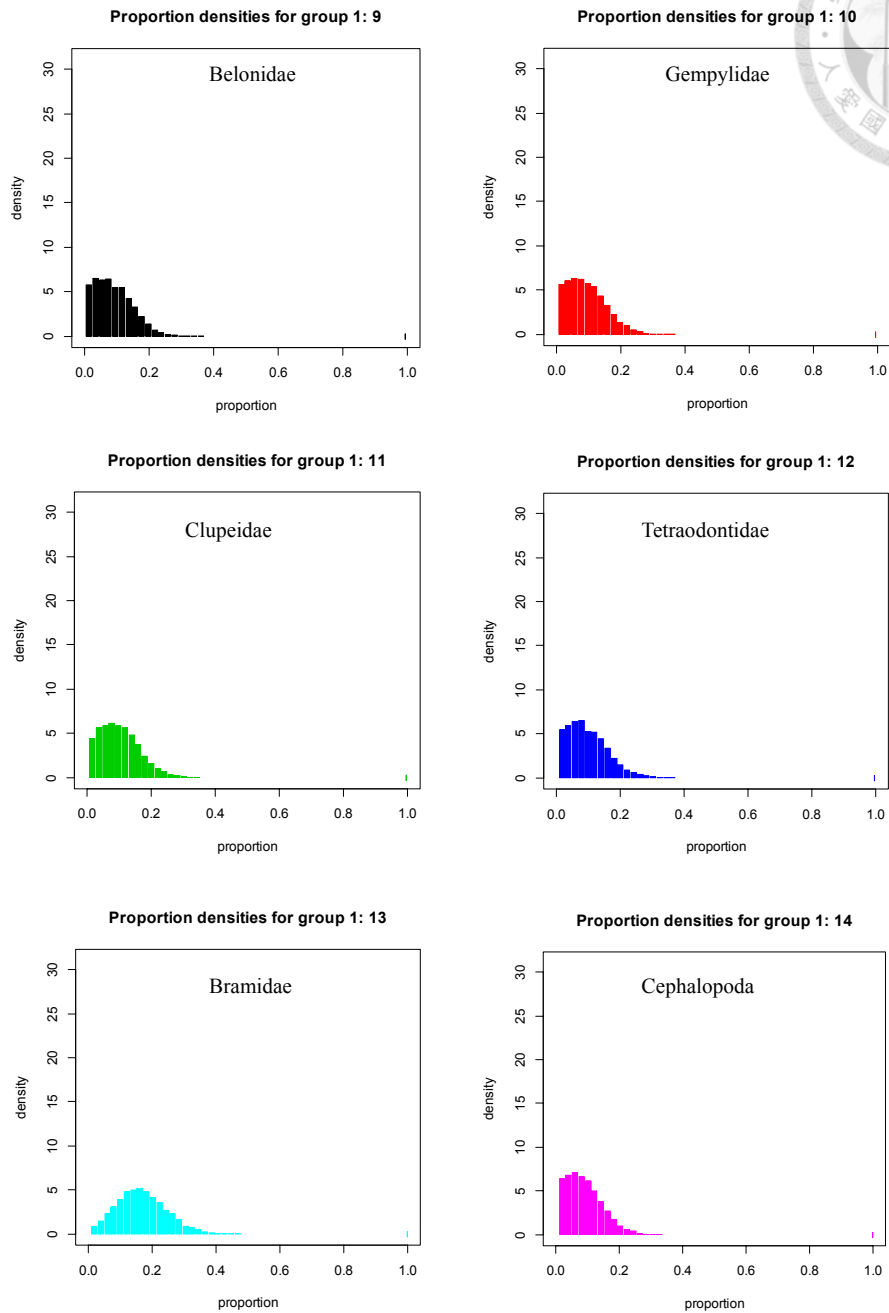 Proportion densities for group 1: 9
Belonidae
density
30
25
20
15
10
5
0
0.0 0.2 0.4 0.6 0.8 1.0
proportion
Proportion densities for group 1: 10
Gempylidae
density
30
25
20
15
10
5
0
0.0 0.2 0.4 0.6 0.8 1.0
proportion
人 愛 國
Proportion densities for group 1: 11
Clupeidae
density
30
25
20
15
10
5
0
0.0 0.2 0.4 0.6 0.8 1.0
proportion
Proportion densities for group 1: 12
Tetraodontidae
density
30
25
20
15
10
5
0
0.0 0.2 0.4 0.6 0.8 1.0
proportion
Proportion densities for group 1: 13
Bramidae
density
30
25
20
15
10
5
0
0.0 0.2 0.4 0.6 0.8 1.0
proportion
Proportion densities for group 1: 14
Cephalopoda
density
30
25
20
15
10
5
0
0.0 0.2 0.4 0.6 0.8 1.0
proportion